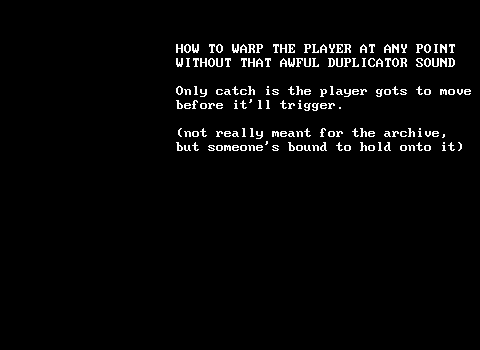 HOW TO WARP THE PLAYER AT ANY POINT
WITHOUT THAT AWFUL DUPLICATOR SOUND
Only catch is the player gots to move
before it'll trigger.
(not really meant for the archive,
but someone's bound to hold onto it)